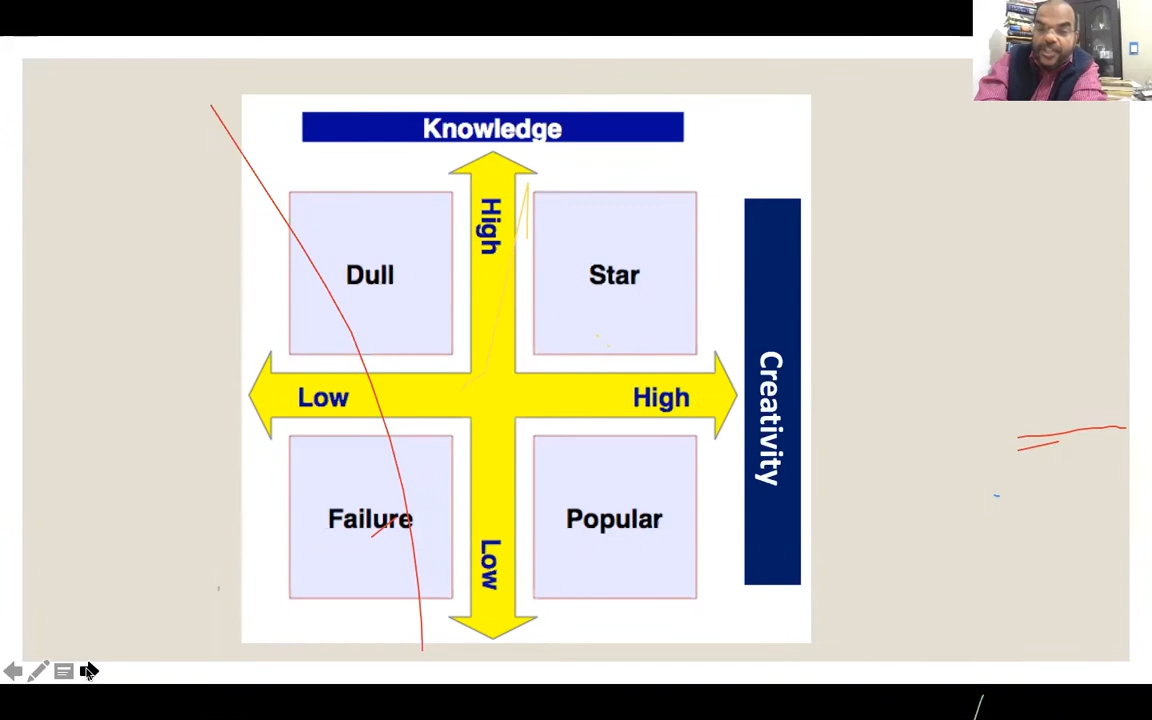 Knowledge
High
Dull
Star
Low
High
Creativity
Failure
Popular
Low